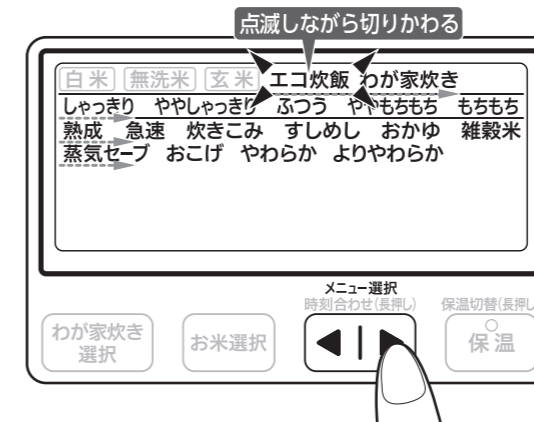 点滅しながら切りかわる
白米 無洗米 玄米 エコ炊飯 わが家炊き
しゃっきり ややしゃっきり ふつう ややもちもち もちもち
熟成 急速 炊きこみ すしめし おかゆ 雑穀米
蒸気セーブ おこげ やわらか よりやわらか
メニュー選択
時刻合わせ(長押し) 保温切替(長押し
わが家炊き
選択
お米選択
保温